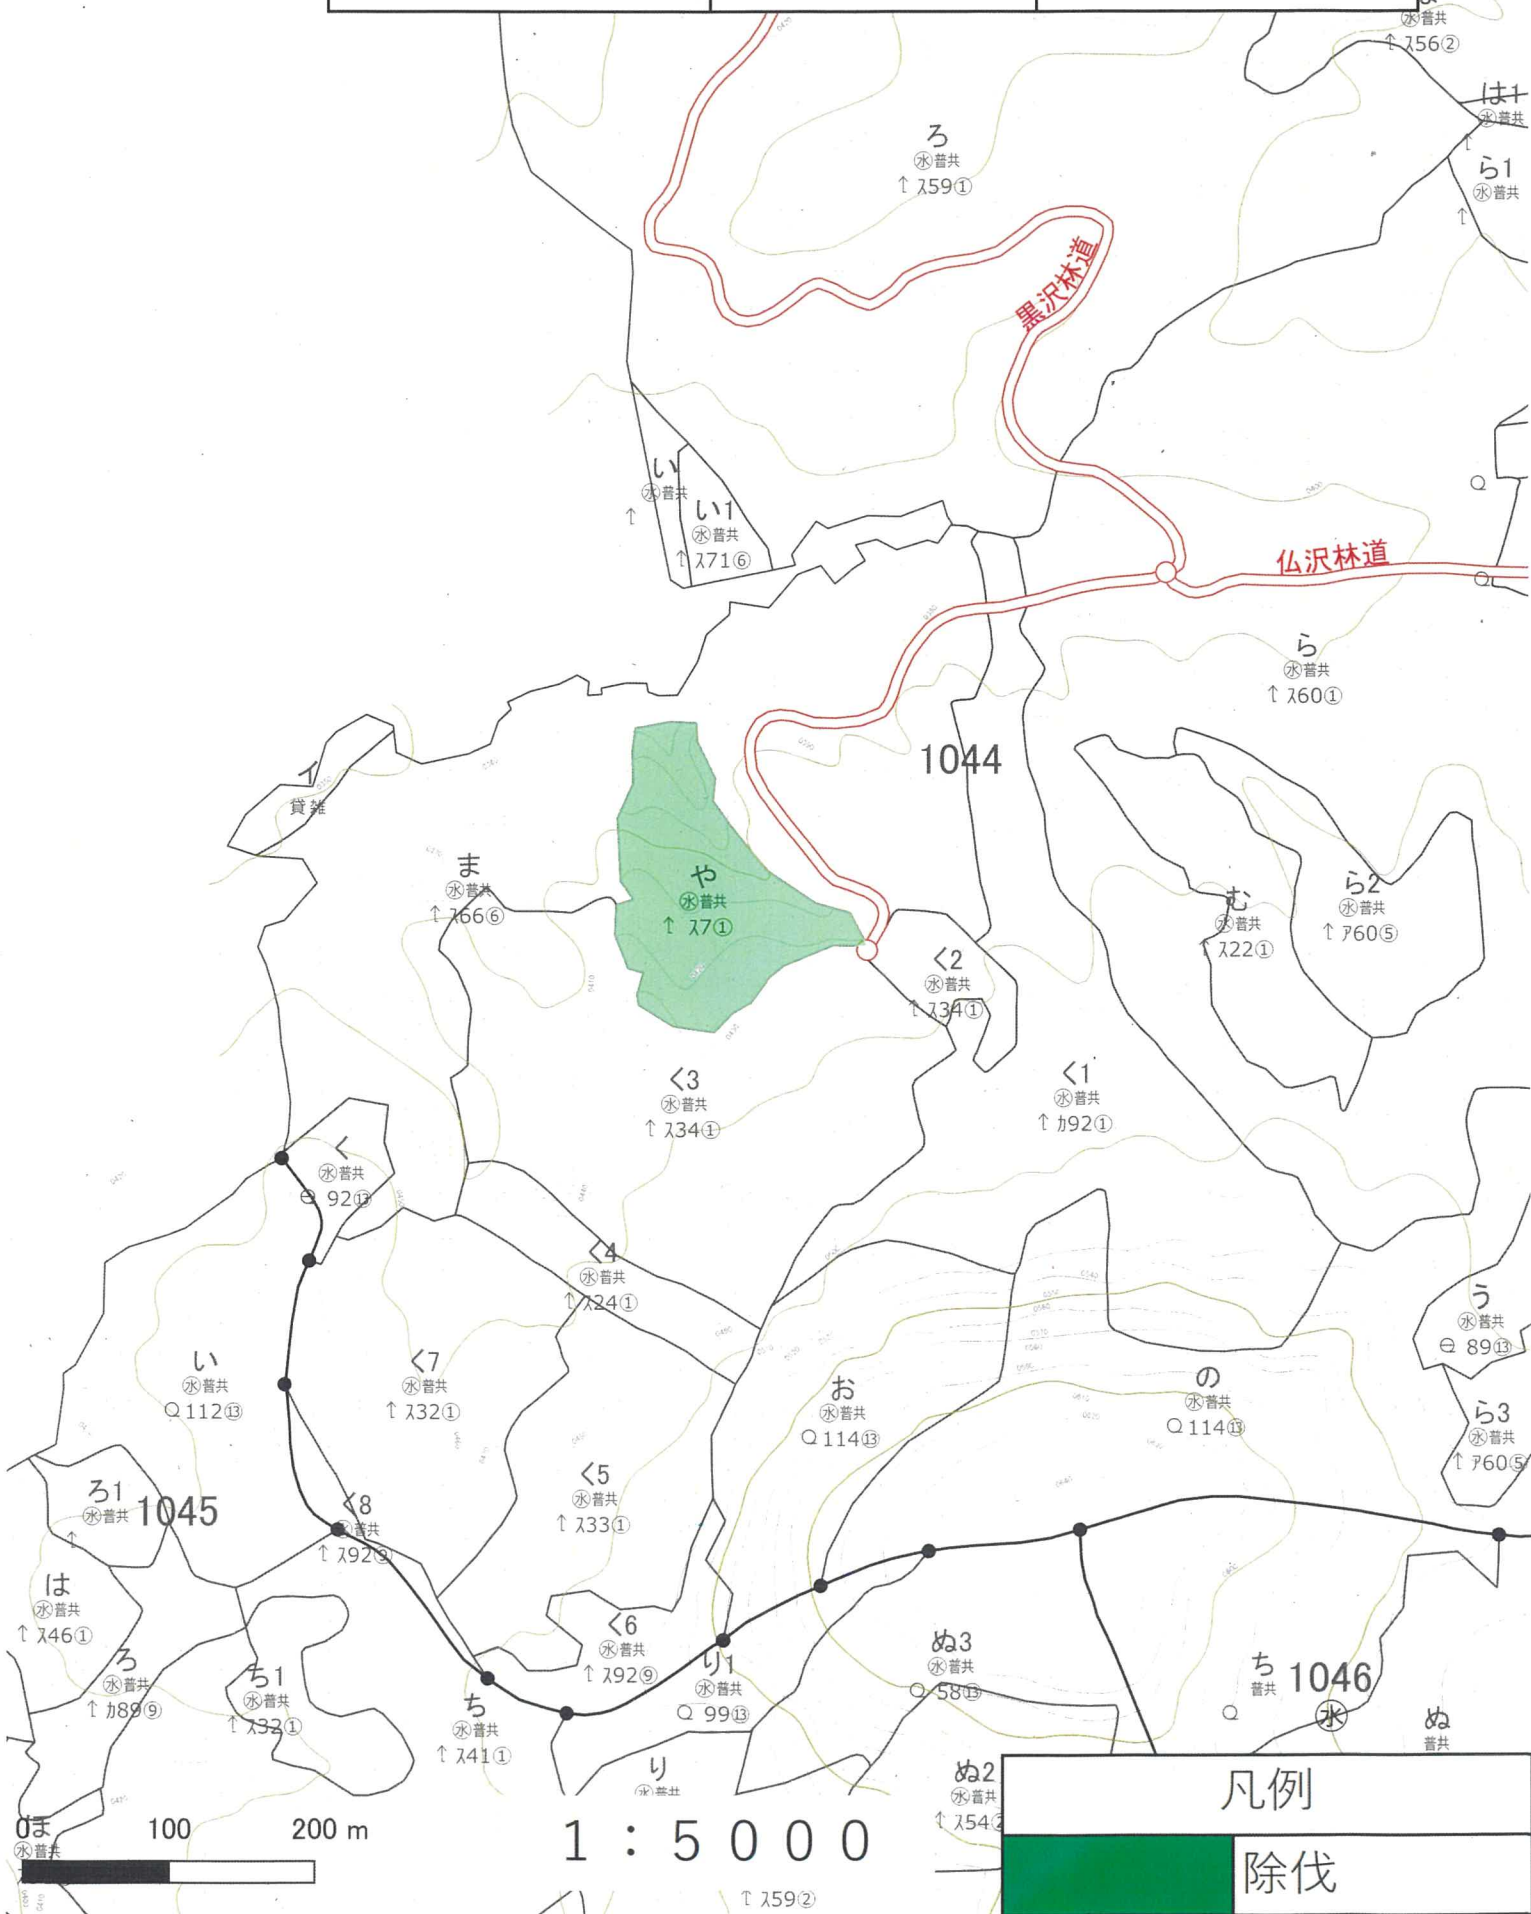 水普共
↑ ｽ56②
は1
水普共
↑
ろ
水普共
↑ ｽ59①
ら1
水普共
↑
黒沢林道
い
水普共
↑
い1
水普共
↑ ｽ71⑥
仏沢林道
ら
水普共
↑ ｽ60①
1044
イ
貸雑
ま
水普共
↑ ｽ66⑥
や
水普共
↑ ｽ7①
む
水普共
↑ ｽ22①
ら2
水普共
↑ ｱ60⑤
く2
水普共
↑ ｽ34①
く3
水普共
↑ ｽ34①
く1
水普共
↑ ｶ92①
く
水普共
92⑬
く4
水普共
↑ ｽ24①
う
水普共
89⑬
い
水普共
Q 112⑬
く7
水普共
↑ ｽ32①
お
水普共
Q 114⑬
の
水普共
Q 114⑬
ら3
水普共
↑ ｱ60⑤
ろ1
水普共
↑
1045
く8
水普共
↑ ｽ92⑨
く5
水普共
↑ ｽ33①
は
水普共
↑ ｽ46①
ろ
水普共
↑ ｶ89⑨
ち1
水普共
↑ ｽ32①
く6
水普共
↑ ｽ92⑨
り1
水普共
Q 99⑬
ぬ3
水普共
Q 58⑬
ち
普共
Q
1046
水
ぬ
普共
ち
水普共
↑ ｽ41①
り
水普共
ぬ2
水普共
↑ ｽ54②
ほ
水普共
0 100 200 m
1：5000
↑ ｽ59②
凡例
除伐